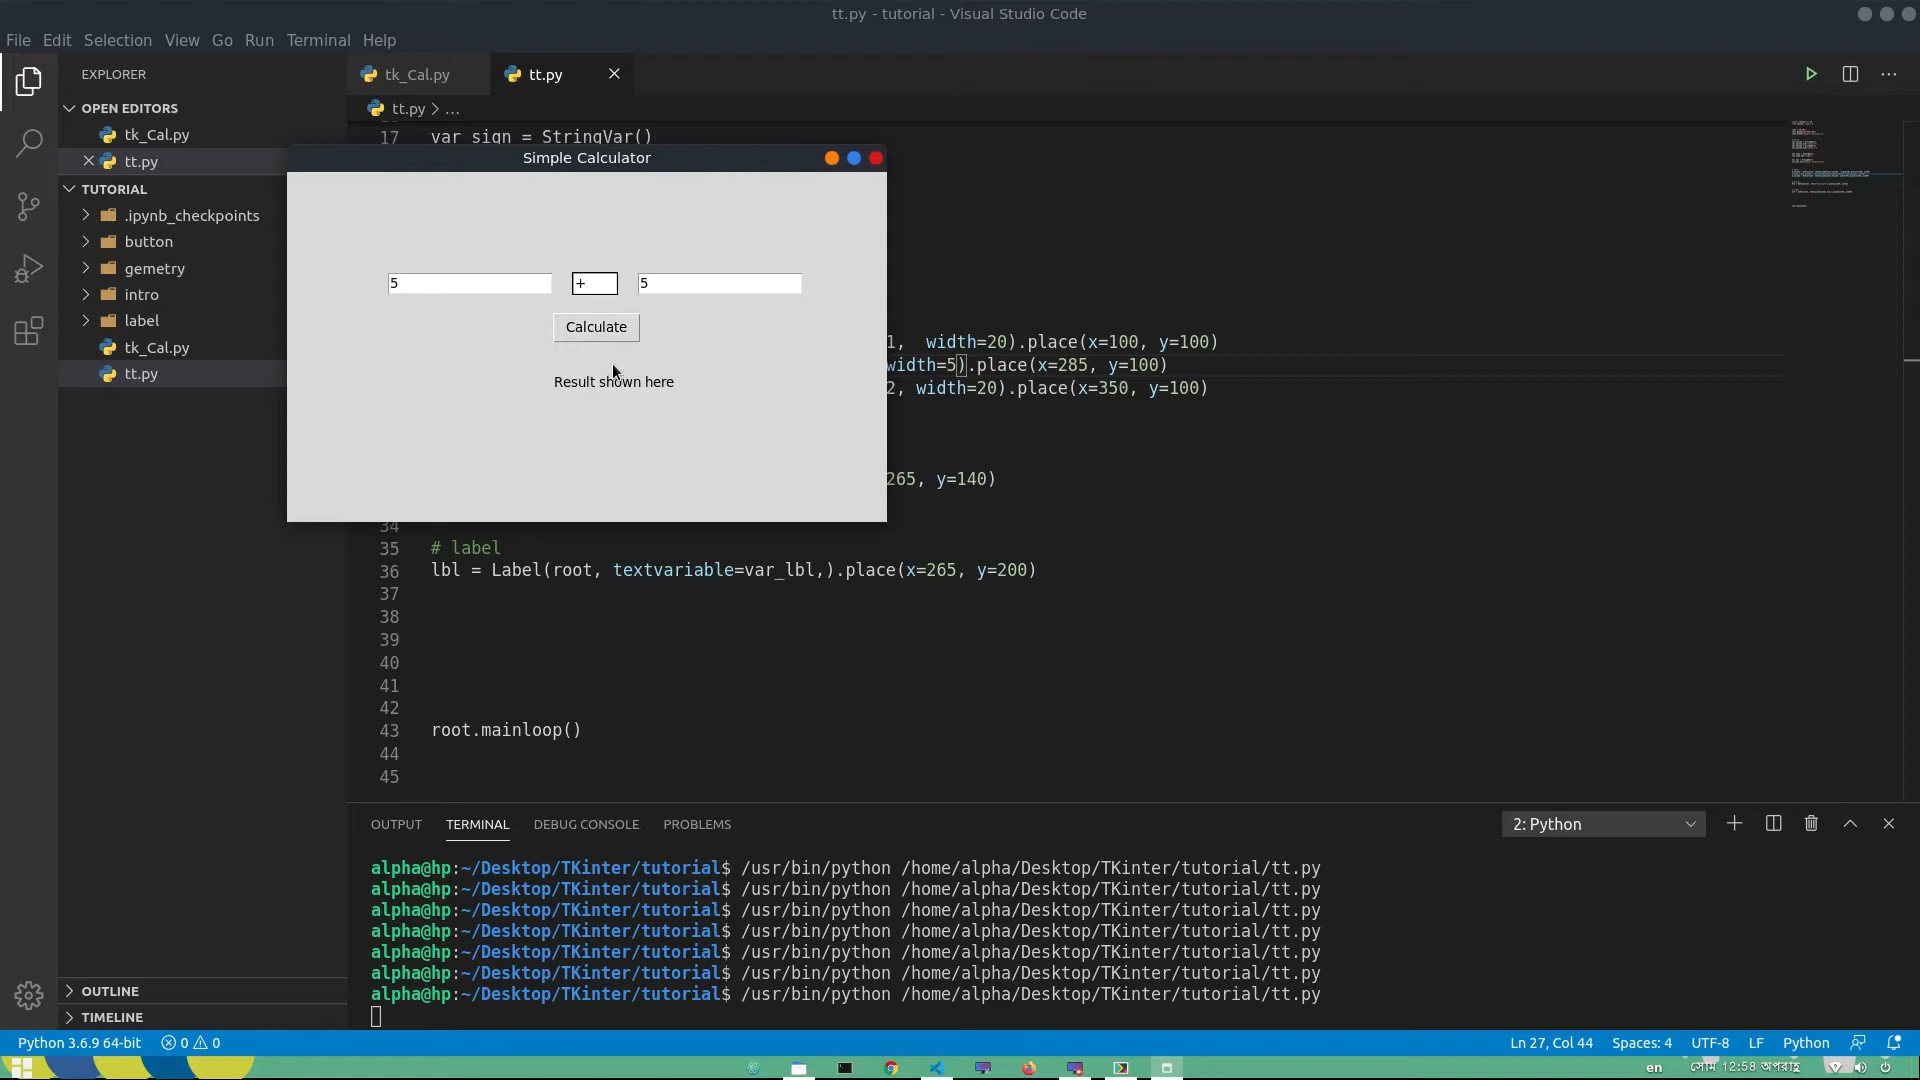 tt.py - tutorial - Visual Studio Code
File Edit Selection View Go Run Terminal Help
EXPLORER
OPEN EDITORS
tk_Cal.py
tt.py
TUTORIAL
.ipynb_checkpoints
button
gemetry
intro
label
tk_Cal.py
tt.py
OUTLINE
TIMELINE
tk_Cal.py tt.py
tt.py > ...
17 var sign = StringVar()
Simple Calculator
5 + 5
Calculate
Result shown here
1, width=20).place(x=100, y=100)
width=5).place(x=285, y=100)
2, width=20).place(x=350, y=100)
265, y=140)
34
35 # label
36 lbl = Label(root, textvariable=var_lbl,).place(x=265, y=200)
37
38
39
40
41
42
43 root.mainloop()
44
45
OUTPUT TERMINAL DEBUG CONSOLE PROBLEMS 2: Python
alpha@hp:~/Desktop/TKinter/tutorial$ /usr/bin/python /home/alpha/Desktop/TKinter/tutorial/tt.py
alpha@hp:~/Desktop/TKinter/tutorial$ /usr/bin/python /home/alpha/Desktop/TKinter/tutorial/tt.py
alpha@hp:~/Desktop/TKinter/tutorial$ /usr/bin/python /home/alpha/Desktop/TKinter/tutorial/tt.py
alpha@hp:~/Desktop/TKinter/tutorial$ /usr/bin/python /home/alpha/Desktop/TKinter/tutorial/tt.py
alpha@hp:~/Desktop/TKinter/tutorial$ /usr/bin/python /home/alpha/Desktop/TKinter/tutorial/tt.py
alpha@hp:~/Desktop/TKinter/tutorial$ /usr/bin/python /home/alpha/Desktop/TKinter/tutorial/tt.py
alpha@hp:~/Desktop/TKinter/tutorial$ /usr/bin/python /home/alpha/Desktop/TKinter/tutorial/tt.py
Python 3.6.9 64-bit 0 0 Ln 27, Col 44 Spaces: 4 UTF-8 LF Python
en সোম 12:58 অপরাহ্ণ